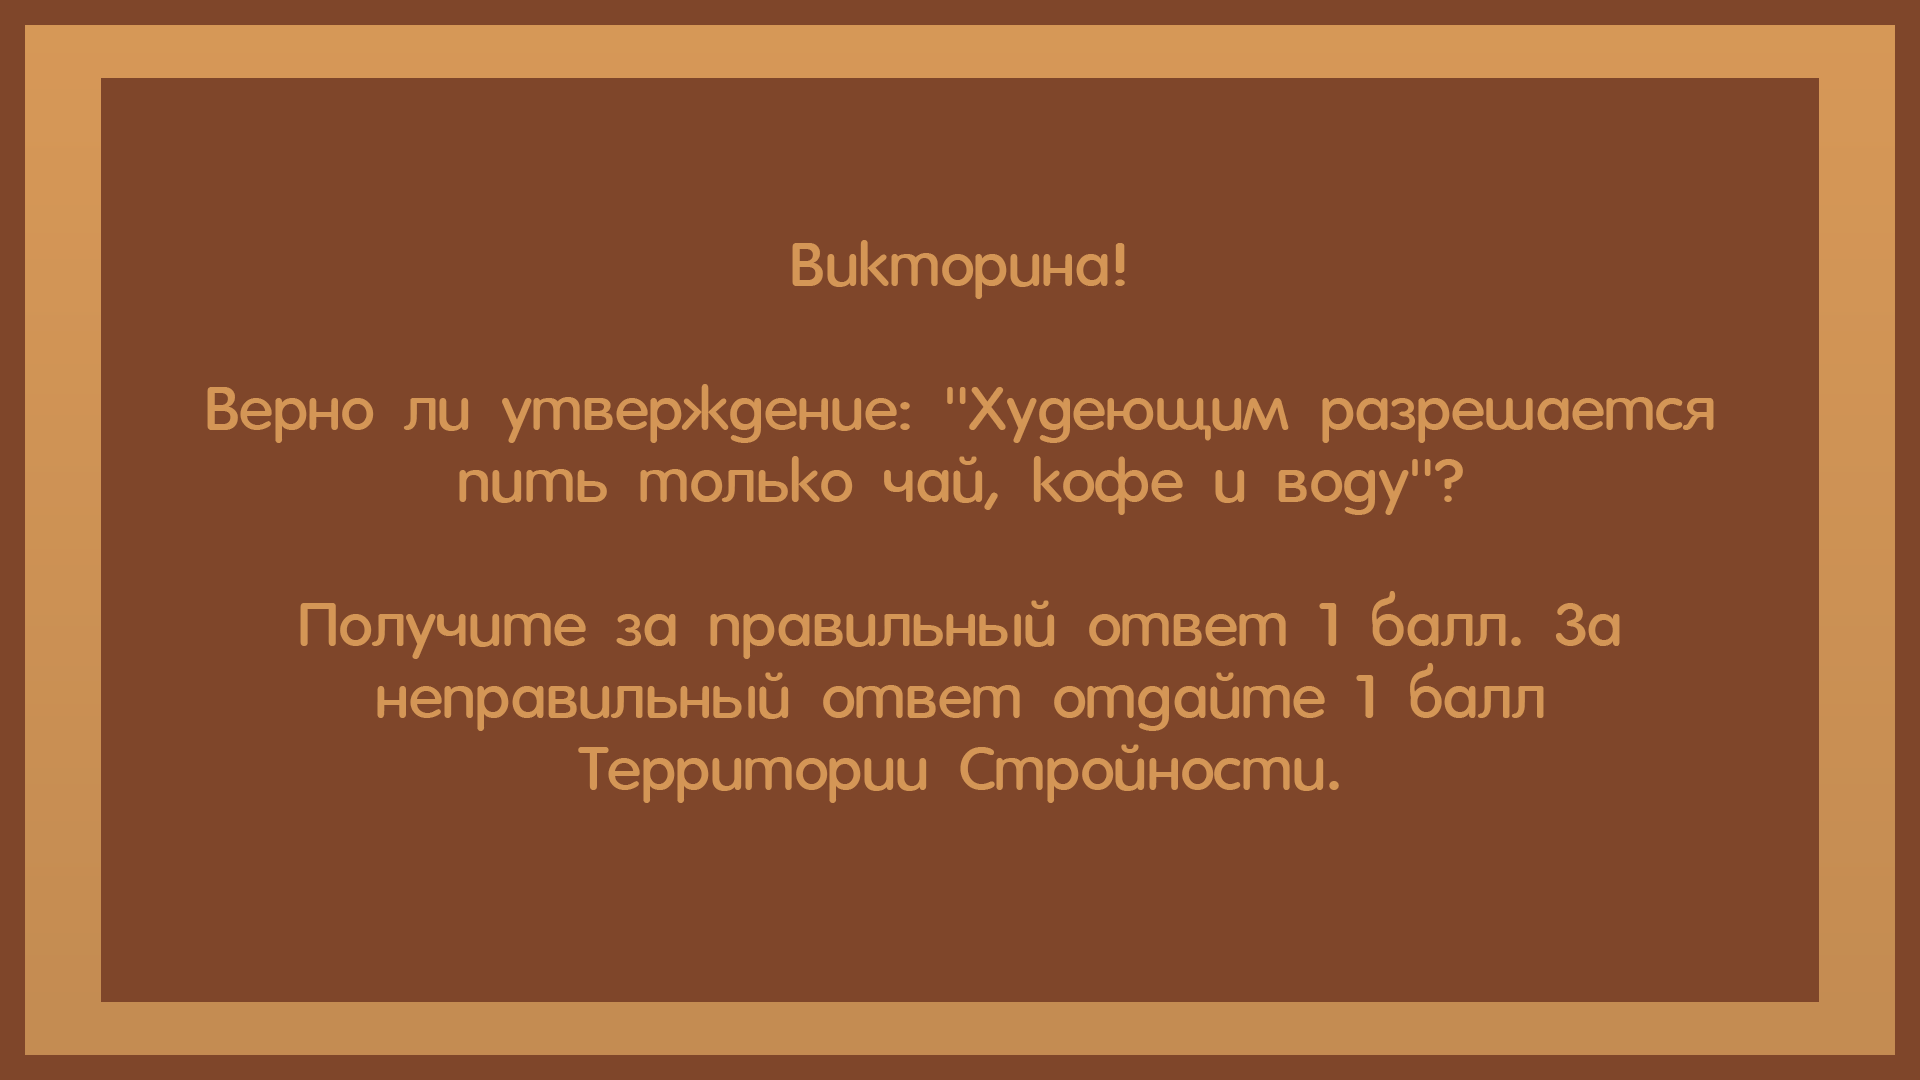 Викторина!
Верно ли утверждение: "Худеющим разрешается
пить только чай, кофе и воду"?
Получите за правильный ответ 1 балл. За
неправильный ответ отдайте 1 балл
Территории Стройности.